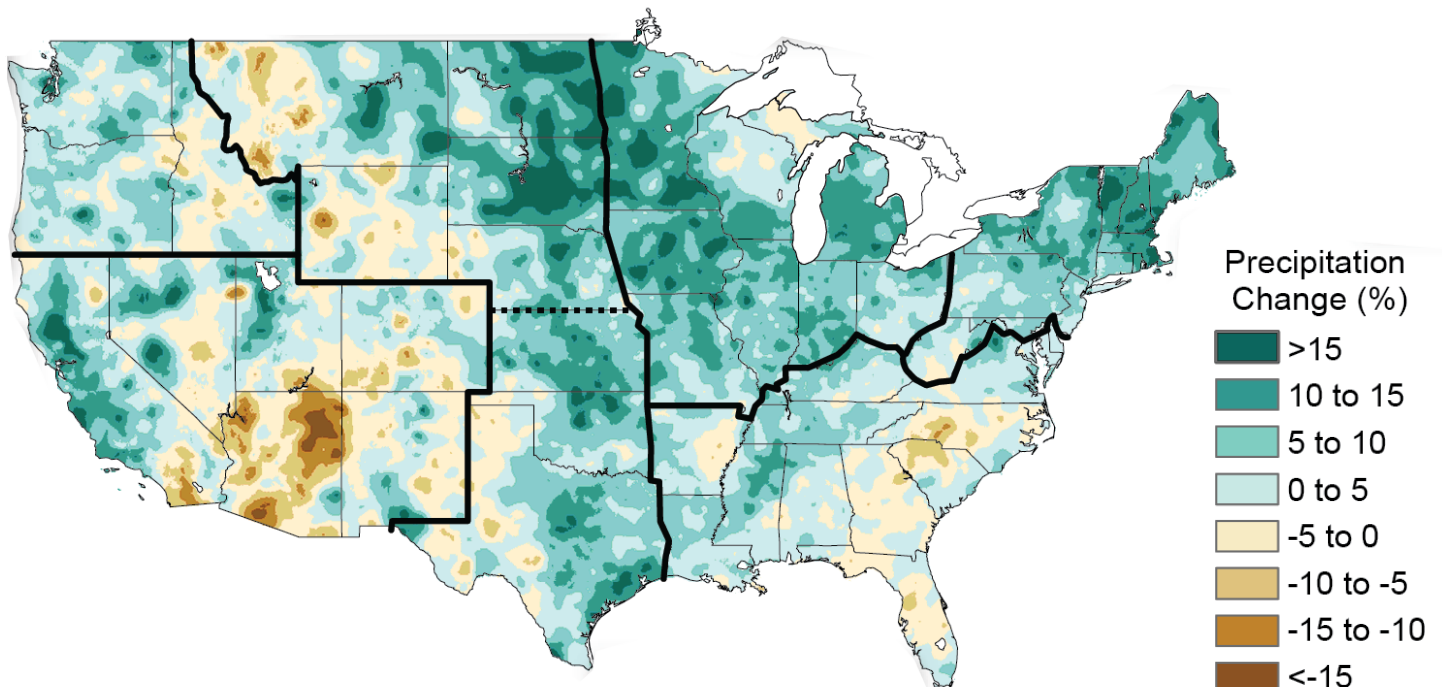 Precipitation
Change (%)
>15
10 to 15
5 to 10
0 to 5
-5 to 0
-10 to -5
-15 to -10
<-15